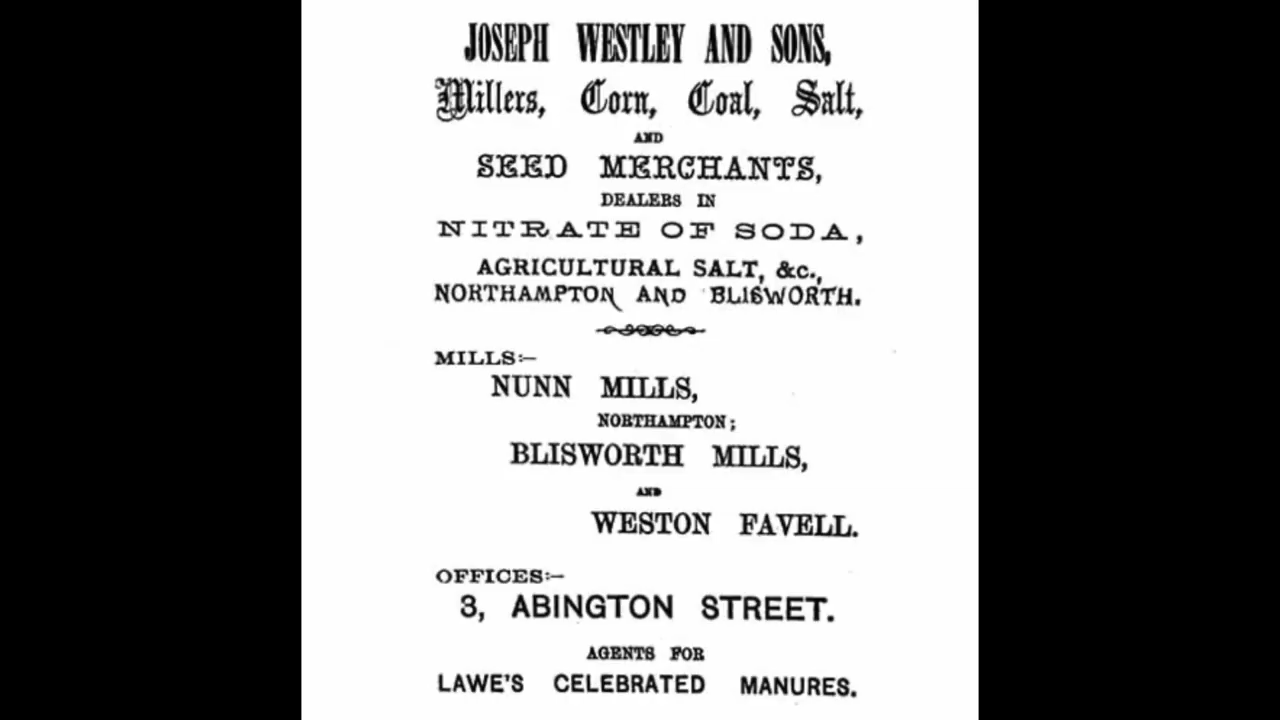 JOSEPH WESTLEY AND SONS,
Millers, Corn, Coal, Salt,
AND
SEED MERCHANTS,
DEALERS IN
NITRATE OF SODA,
AGRICULTURAL SALT, &c.,
NORTHAMPTON AND BLISWORTH.
MILLS:—
NUNN MILLS,
NORTHAMPTON;
BLISWORTH MILLS,
AND
WESTON FAVELL.
OFFICES:—
3, ABINGTON STREET.
AGENTS FOR
LAWE'S CELEBRATED MANURES.